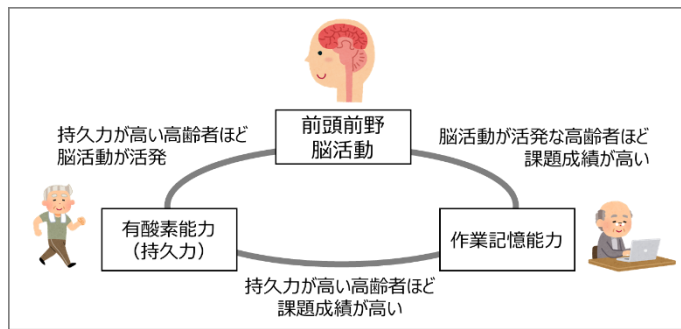 前頭前野
脳活動
持久力が高い高齢者ほど
脳活動が活発
脳活動が活発な高齢者ほど
課題成績が高い
有酸素能力
（持久力）
作業記憶能力
持久力が高い高齢者ほど
課題成績が高い